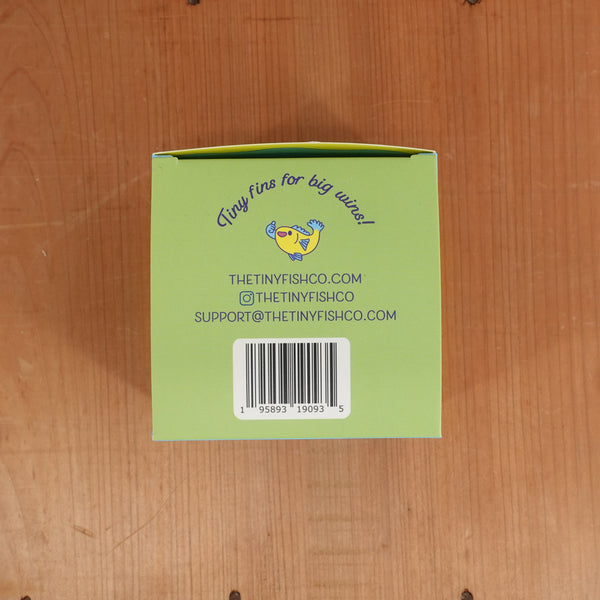 Tiny fins for big wins!
THETINYFISHCO.COM
THETINYFISHCO
SUPPORT@THETINYFISHCO.COM
1 95893 19093 5